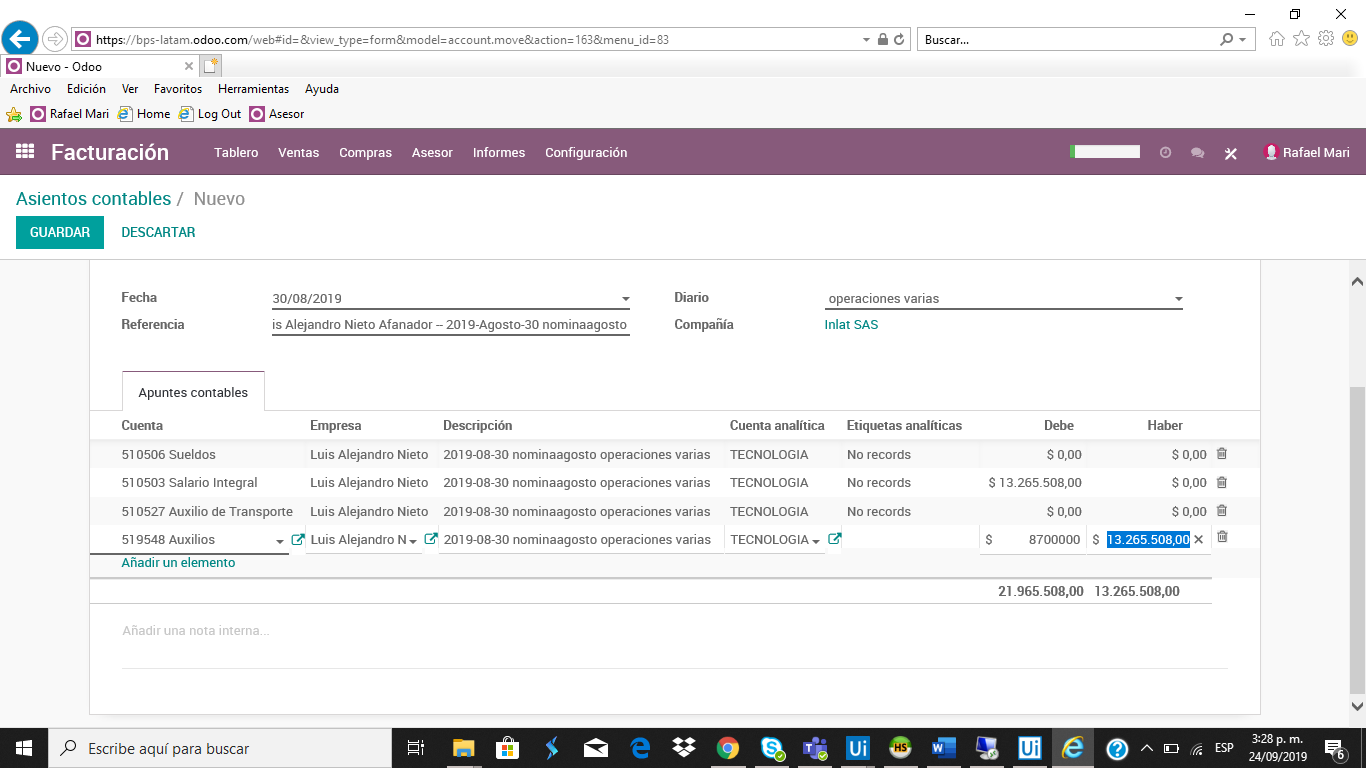 https://bps-latam.odoo.com/web#id=&view_type=form&model=account.move&action=163&menu_id=83
Buscar...
Nuevo - Odoo
Archivo Edición Ver Favoritos Herramientas Ayuda
Rafael Mari Home Log Out Asesor
Facturación Tablero Ventas Compras Asesor Informes Configuración Rafael Mari
Asientos contables / Nuevo
GUARDAR DESCARTAR
Fecha 30/08/2019 Diario operaciones varias
Referencia is Alejandro Nieto Afanador -- 2019-Agosto-30 nominaagosto Compañía Inlat SAS
Apuntes contables
Cuenta Empresa Descripción Cuenta analítica Etiquetas analíticas Debe Haber
510506 Sueldos Luis Alejandro Nieto 2019-08-30 nominaagosto operaciones varias TECNOLOGIA No records $ 0,00 $ 0,00
510503 Salario Integral Luis Alejandro Nieto 2019-08-30 nominaagosto operaciones varias TECNOLOGIA No records $ 13.265.508,00 $ 0,00
510527 Auxilio de Transporte Luis Alejandro Nieto 2019-08-30 nominaagosto operaciones varias TECNOLOGIA No records $ 0,00 $ 0,00
519548 Auxilios Luis Alejandro N 2019-08-30 nominaagosto operaciones varias TECNOLOGIA $ 8700000 $ 13.265.508,00
Añadir un elemento
21.965.508,00 13.265.508,00
Añadir una nota interna...
Escribe aquí para buscar
Ui HS Ui ESP
3:28 p. m.
24/09/2019
6